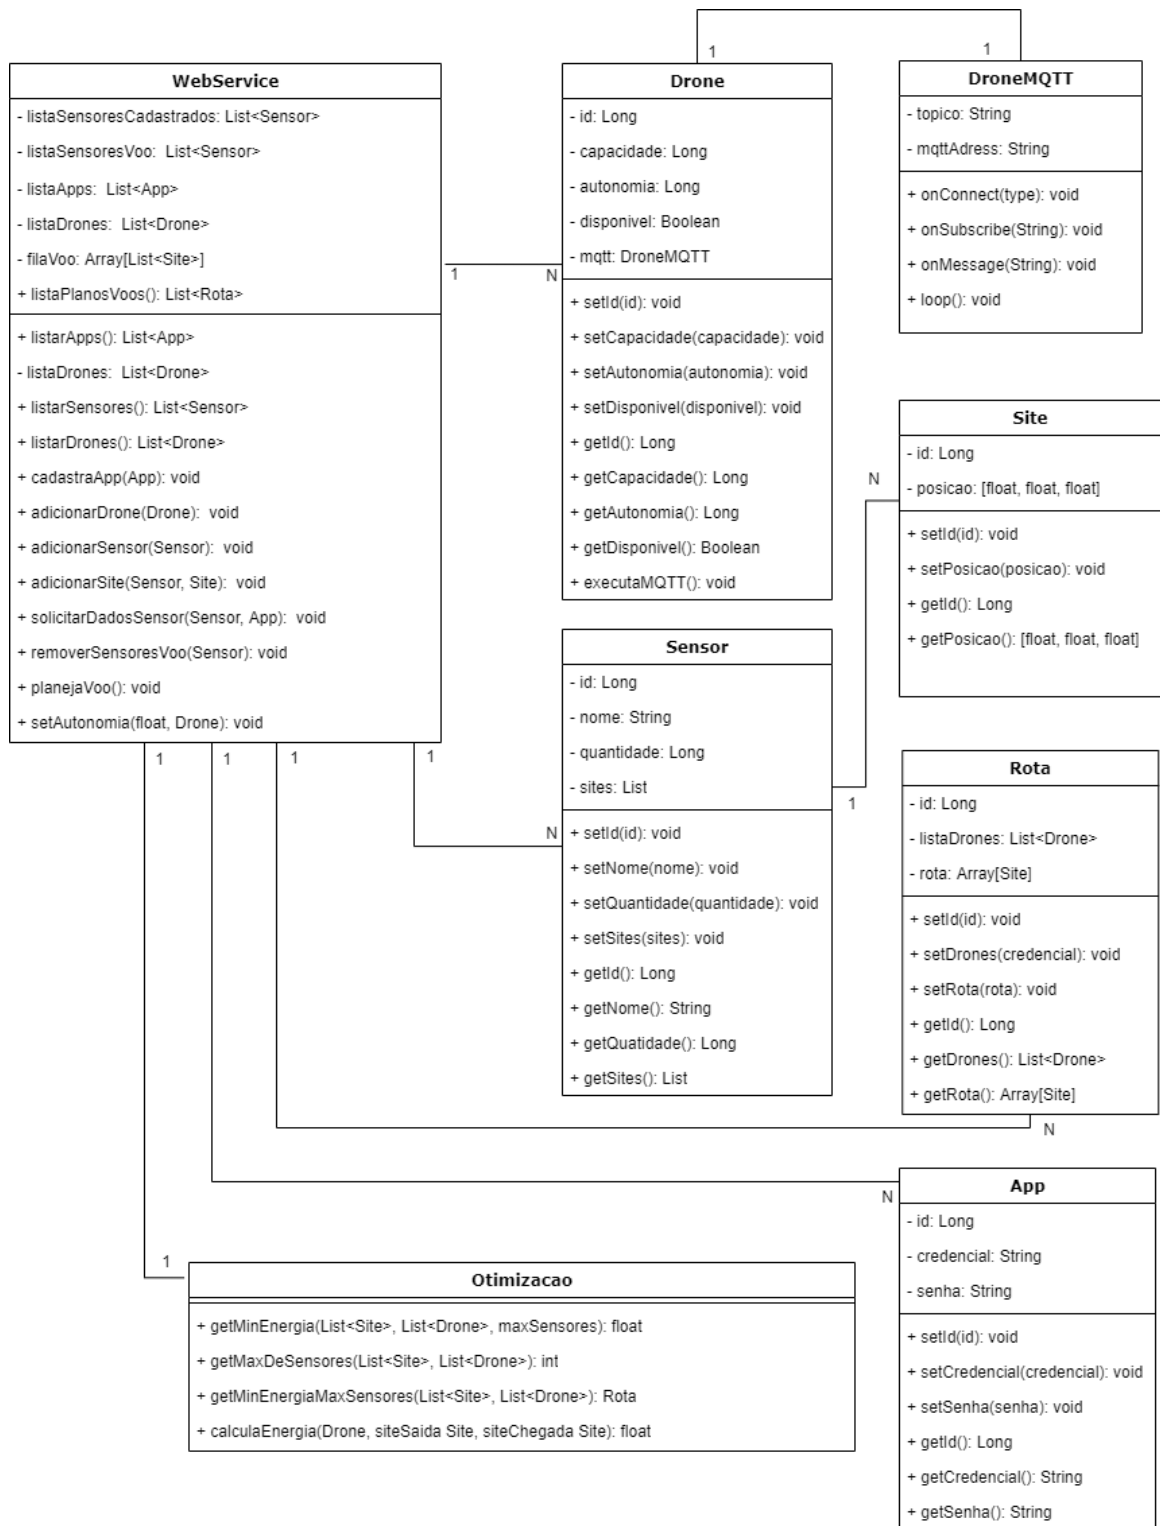 WebService
- listaSensoresCadastrados: List<Sensor>
- listaSensoresVoo:  List<Sensor>
- listaApps:  List<App>
- listaDrones:  List<Drone>
- filaVoo: Array[List<Site>]
+ listaPlanosVoos(): List<Rota>
+ listarApps(): List<App>
- listaDrones:  List<Drone>
+ listarSensores(): List<Sensor>
+ listarDrones(): List<Drone>
+ cadastraApp(App): void
+ adicionarDrone(Drone):  void
+ adicionarSensor(Sensor):  void
+ adicionarSite(Sensor, Site):  void
+ solicitarDadosSensor(Sensor, App):  void
+ removerSensoresVoo(Sensor): void
+ planejaVoo(): void
+ setAutonomia(float, Drone): void
1
N
1
1
1
1
Drone
- id: Long
- capacidade: Long
- autonomia: Long
- disponivel: Boolean
- mqtt: DroneMQTT
+ setId(id): void
+ setCapacidade(capacidade): void
+ setAutonomia(autonomia): void
+ setDisponivel(disponivel): void
+ getId(): Long
+ getCapacidade(): Long
+ getAutonomia(): Long
+ getDisponivel(): Boolean
+ executaMQTT(): void
1
1
DroneMQTT
- topico: String
- mqttAdress: String
+ onConnect(type): void
+ onSubscribe(String): void
+ onMessage(String): void
+ loop(): void
Site
- id: Long
- posicao: [float, float, float]
+ setId(id): void
+ setPosicao(posicao): void
+ getId(): Long
+ getPosicao(): [float, float, float]
N
1
Sensor
- id: Long
- nome: String
- quantidade: Long
- sites: List
+ setId(id): void
+ setNome(nome): void
+ setQuantidade(quantidade): void
+ setSites(sites): void
+ getId(): Long
+ getNome(): String
+ getQuatidade(): Long
+ getSites(): List
N
Rota
- id: Long
- listaDrones: List<Drone>
- rota: Array[Site]
+ setId(id): void
+ setDrones(credencial): void
+ setRota(rota): void
+ getId(): Long
+ getDrones(): List<Drone>
+ getRota(): Array[Site]
N
N
App
- id: Long
- credencial: String
- senha: String
+ setId(id): void
+ setCredencial(credencial): void
+ setSenha(senha): void
+ getId(): Long
+ getCredencial(): String
+ getSenha(): String
1
Otimizacao
+ getMinEnergia(List<Site>, List<Drone>, maxSensores): float
+ getMaxDeSensores(List<Site>, List<Drone>): int
+ getMinEnergiaMaxSensores(List<Site>, List<Drone>): Rota
+ calculaEnergia(Drone, siteSaida Site, siteChegada Site): float